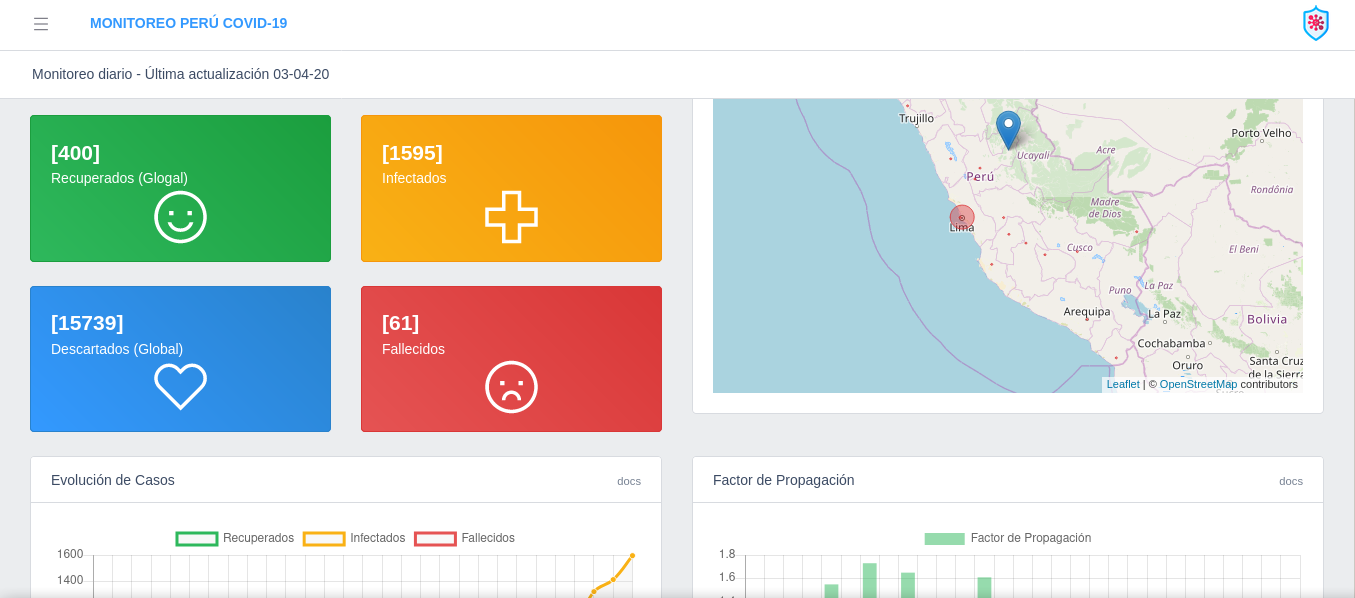 MONITOREO PERÚ COVID-19
Monitoreo diario - Última actualización 03-04-20
[400]
Recuperados (Glogal)
[1595]
Infectados
[15739]
Descartados (Global)
[61]
Fallecidos
Trujillo
Ucayali
Acre
Porto Velho
Perú
Rondônia
Madre
de Dios
Lima
Cusco
El Beni
Puno
La Paz
Arequipa
La Paz
Bolivia
Cochabamba
Oruro
Santa Cruz
de la Sierra
Leaflet | © OpenStreetMap contributors
Evolución de Casos
docs
Recuperados
Infectados
Fallecidos
1600
1400
Factor de Propagación
docs
Factor de Propagación
1.8
1.6